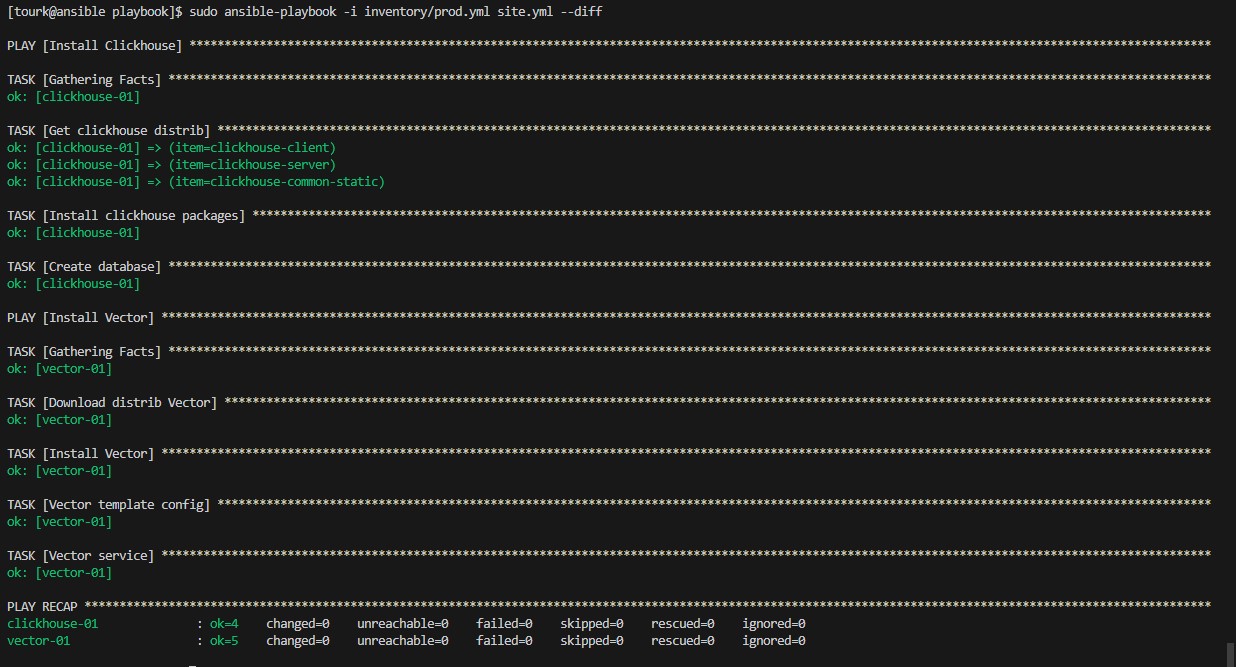 [tourk@ansible playbook]$ sudo ansible-playbook -i inventory/prod.yml site.yml --diff
PLAY [Install Clickhouse] **************************************************************************************************************************************************
TASK [Gathering Facts] *****************************************************************************************************************************************************
ok: [clickhouse-01]
TASK [Get clickhouse distrib] **********************************************************************************************************************************************
ok: [clickhouse-01] => (item=clickhouse-client)
ok: [clickhouse-01] => (item=clickhouse-server)
ok: [clickhouse-01] => (item=clickhouse-common-static)
TASK [Install clickhouse packages] *****************************************************************************************************************************************
ok: [clickhouse-01]
TASK [Create database] *****************************************************************************************************************************************************
ok: [clickhouse-01]
PLAY [Install Vector] ******************************************************************************************************************************************************
TASK [Gathering Facts] *****************************************************************************************************************************************************
ok: [vector-01]
TASK [Download distrib Vector] *********************************************************************************************************************************************
ok: [vector-01]
TASK [Install Vector] ******************************************************************************************************************************************************
ok: [vector-01]
TASK [Vector template config] **********************************************************************************************************************************************
ok: [vector-01]
TASK [Vector service] ******************************************************************************************************************************************************
ok: [vector-01]
PLAY RECAP *****************************************************************************************************************************************************************
clickhouse-01              : ok=4    changed=0    unreachable=0    failed=0    skipped=0    rescued=0    ignored=0
vector-01                  : ok=5    changed=0    unreachable=0    failed=0    skipped=0    rescued=0    ignored=0